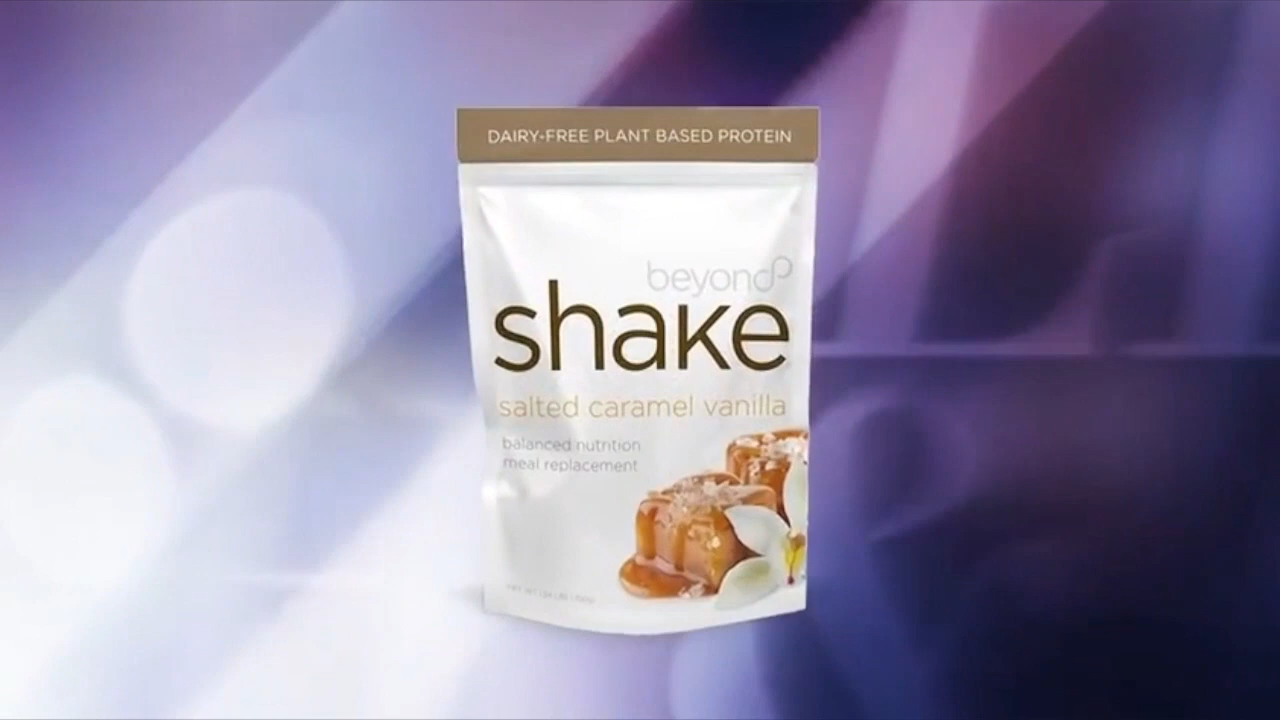 DAIRY-FREE PLANT BASED PROTEIN
beyond
shake
salted caramel vanilla
balanced nutrition
meal replacement